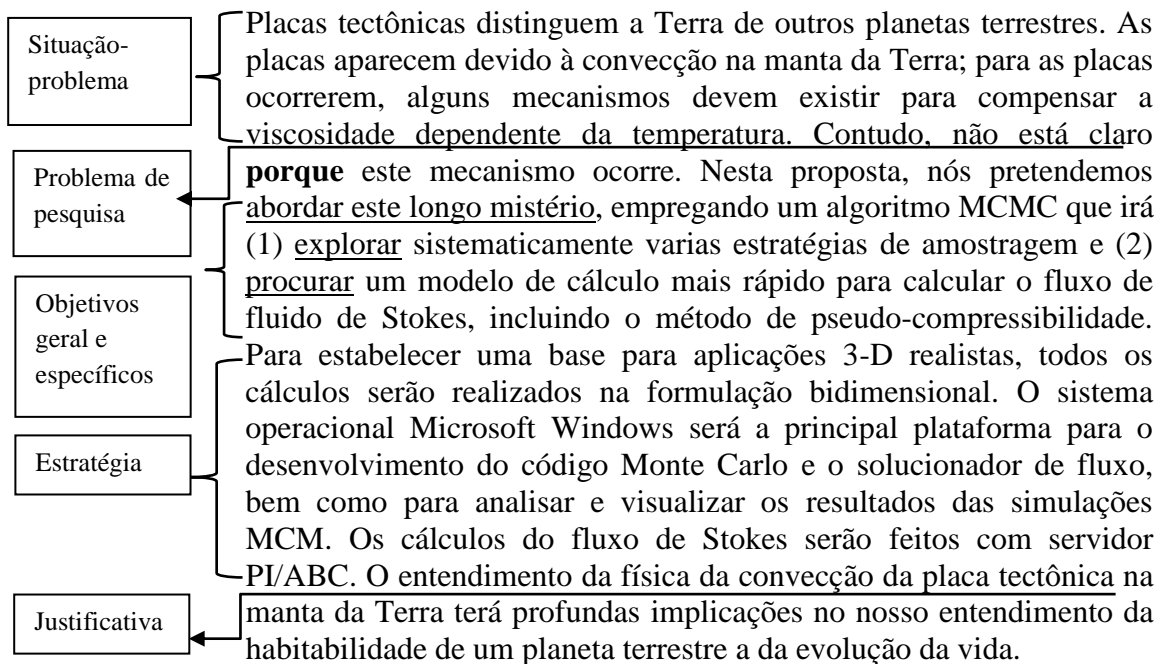 Situação-
problema
Problema de
pesquisa
Objetivos
geral e
específicos
Estratégia
Justificativa
Placas tectônicas distinguem a Terra de outros planetas terrestres. As
placas aparecem devido à convecção na manta da Terra; para as placas
ocorrerem, alguns mecanismos devem existir para compensar a
viscosidade dependente da temperatura. Contudo, não está claro
porque este mecanismo ocorre. Nesta proposta, nós pretendemos
abordar este longo mistério, empregando um algoritmo MCMC que irá
(1) explorar sistematicamente varias estratégias de amostragem e (2)
procurar um modelo de cálculo mais rápido para calcular o fluxo de
fluido de Stokes, incluindo o método de pseudo-compressibilidade.
Para estabelecer uma base para aplicações 3-D realistas, todos os
cálculos serão realizados na formulação bidimensional. O sistema
operacional Microsoft Windows será a principal plataforma para o
desenvolvimento do código Monte Carlo e o solucionador de fluxo,
bem como para analisar e visualizar os resultados das simulações
MCM. Os cálculos do fluxo de Stokes serão feitos com servidor
PI/ABC. O entendimento da física da convecção da placa tectônica na
manta da Terra terá profundas implicações no nosso entendimento da
habitabilidade de um planeta terrestre a da evolução da vida.